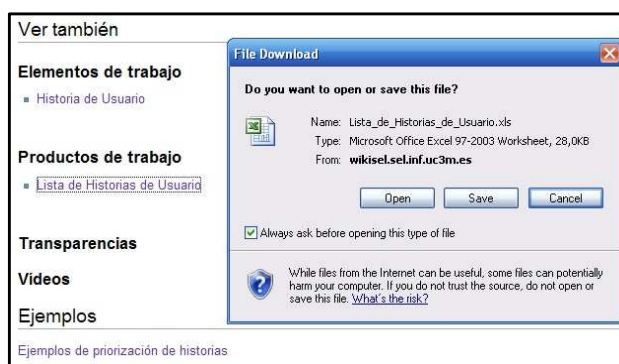 Ver también
Elementos de trabajo
Historia de Usuario
Productos de trabajo
Lista de Historias de Usuario
Transparencias
Videos
Ejemplos
Ejemplos de priorización de historias
File Download
Do you want to open or save this file?
Name: Lista_de_Historias_de_Usuario.xls
Type: Microsoft Office Excel 97-2003 Worksheet, 28,0KB
From: wikisel.sel.inf.uc3m.es
Open Save Cancel
Always ask before opening this type of file
While files from the Internet can be useful, some files can potentially
harm your computer. If you do not trust the source, do not open or
save this file. What's the risk?